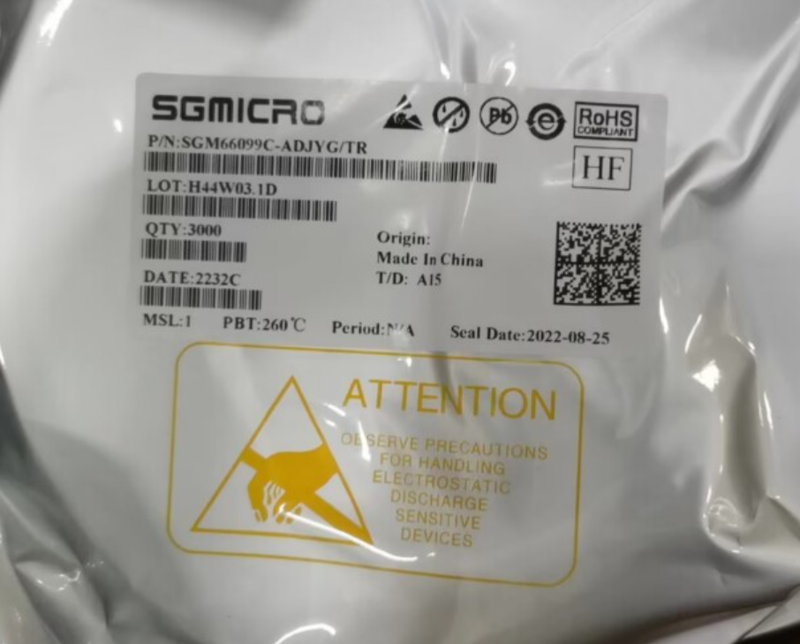 SGMICRO
Pb
e
RoHS
COMPLIANT
P/N:SGM66099C-ADJYG/TR
HF
LOT:H44W03.1D
QTY:3000
Origin:
Made In China
DATE:2232C
T/D: A15
MSL:1 PBT:260℃ Period:N/A Seal Date:2022-08-25
ATTENTION
OBSERVE PRECAUTIONS
FOR HANDLING
ELECTROSTATIC
DISCHARGE
SENSITIVE
DEVICES